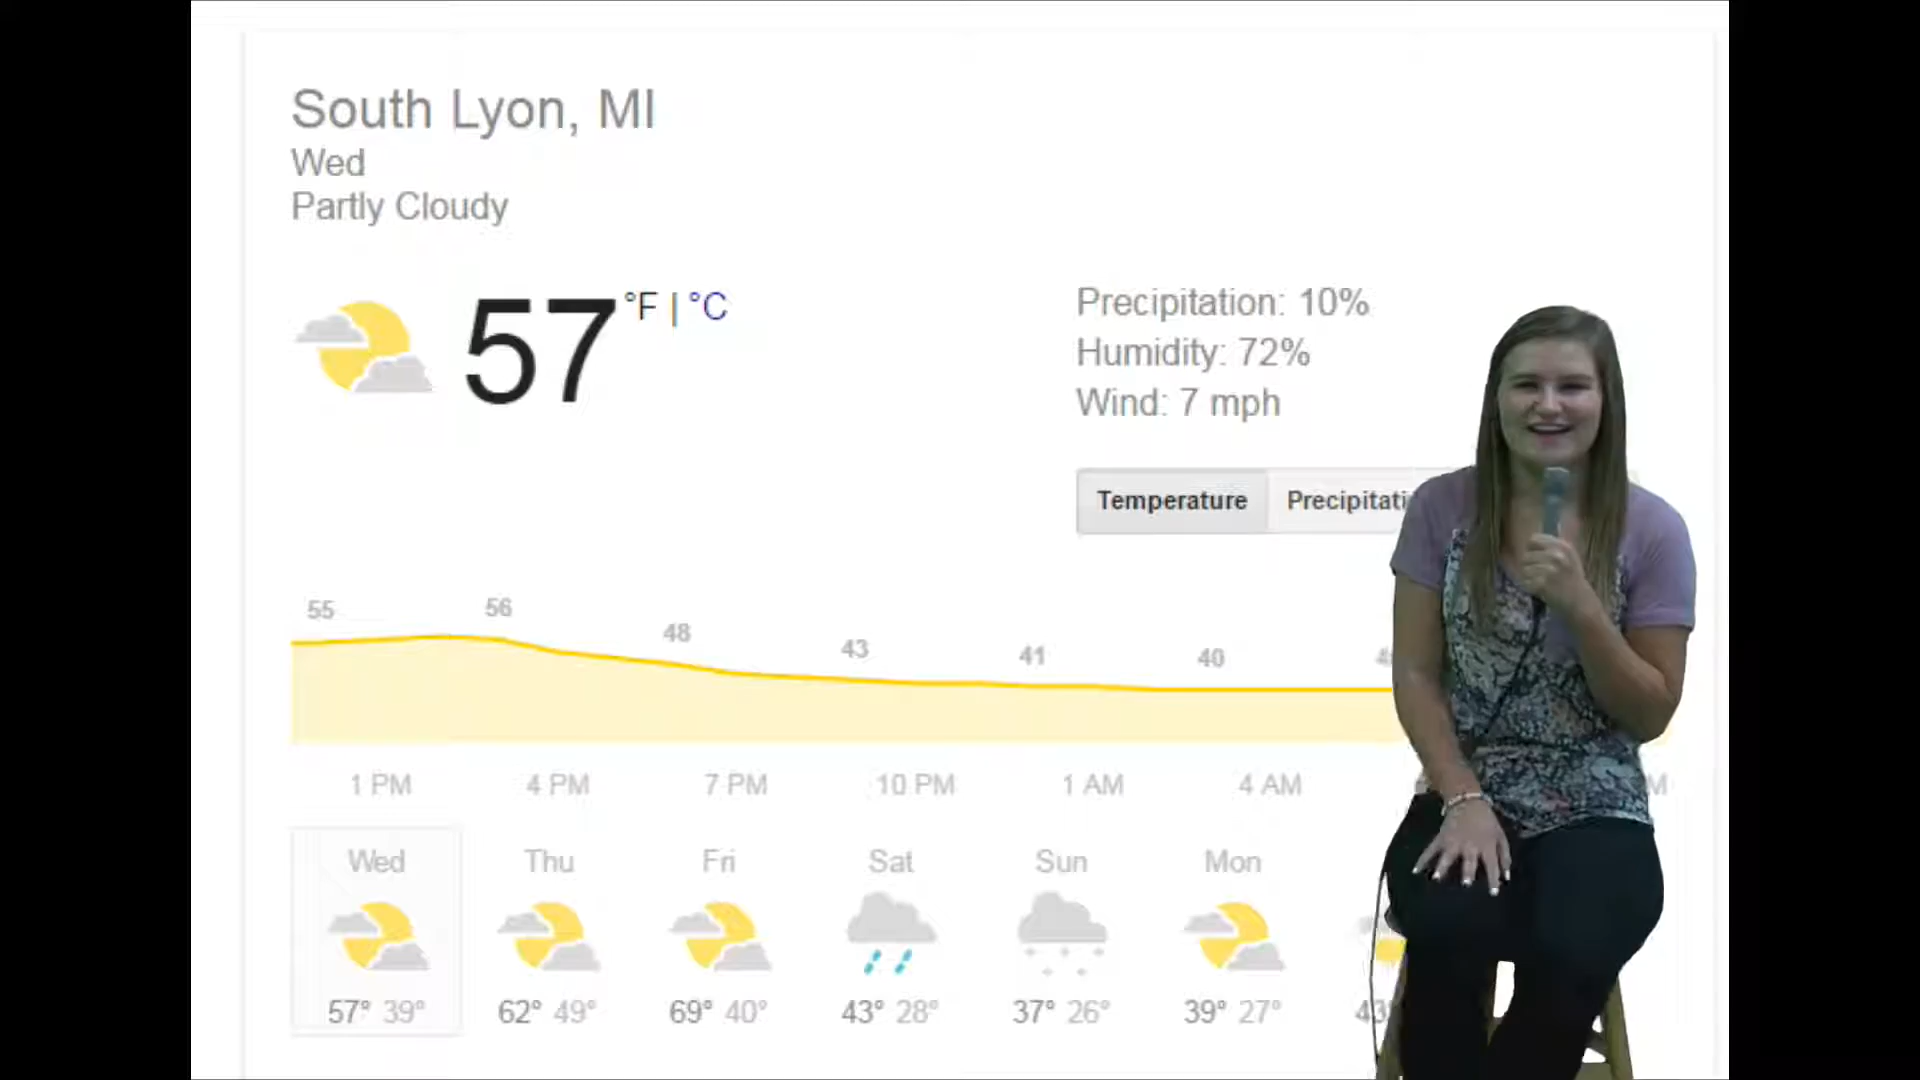 South Lyon, MI
Wed
Partly Cloudy
57 °F | °C
Precipitation: 10%
Humidity: 72%
Wind: 7 mph
Temperature
55 56 48 43 41 40
1 PM 4 PM 7 PM 10 PM 1 AM 4 AM
Wed Thu Fri Sat Sun Mon
57° 39° 62° 49° 69° 40° 43° 28° 37° 26° 39° 27° 43°